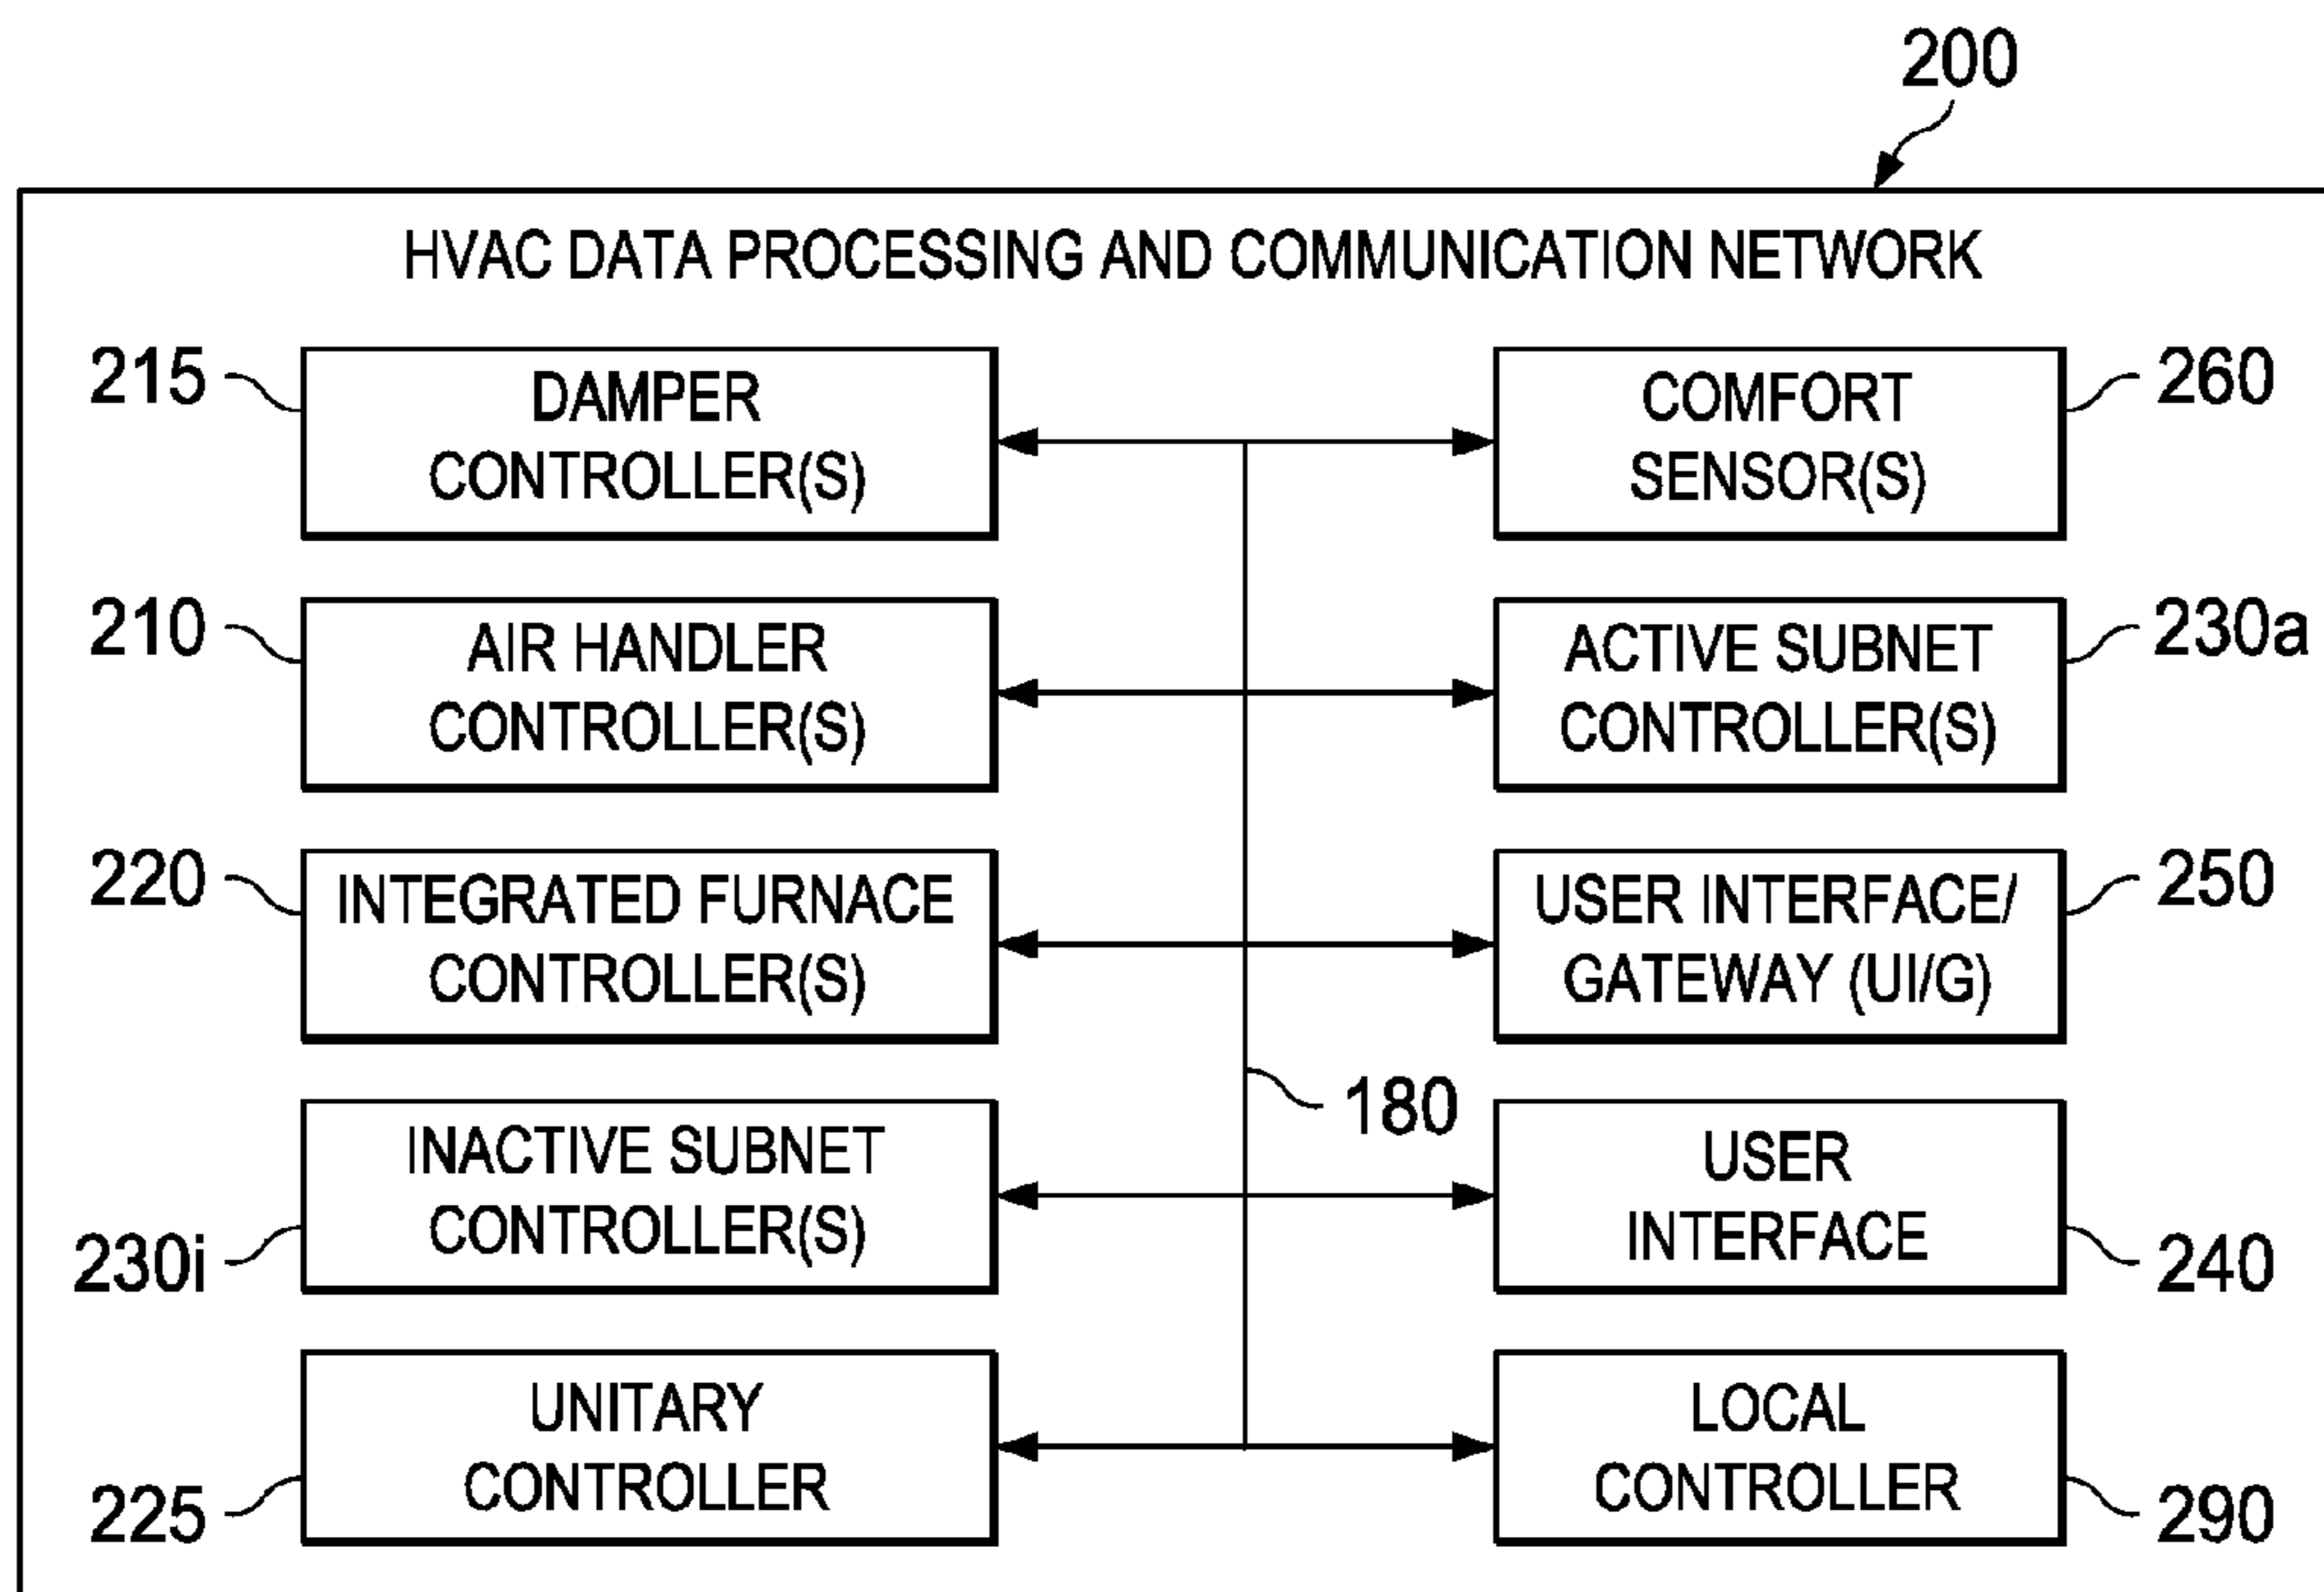 200
HVAC DATA PROCESSING AND COMMUNICATION NETWORK
215
DAMPER
CONTROLLER(S)
COMFORT
SENSOR(S)
260
210
AIR HANDLER
CONTROLLER(S)
ACTIVE SUBNET
CONTROLLER(S)
230a
220
INTEGRATED FURNACE
CONTROLLER(S)
USER INTERFACE/
GATEWAY (UI/G)
250
180
INACTIVE SUBNET
CONTROLLER(S)
230i
USER
INTERFACE
240
UNITARY
CONTROLLER
225
LOCAL
CONTROLLER
290